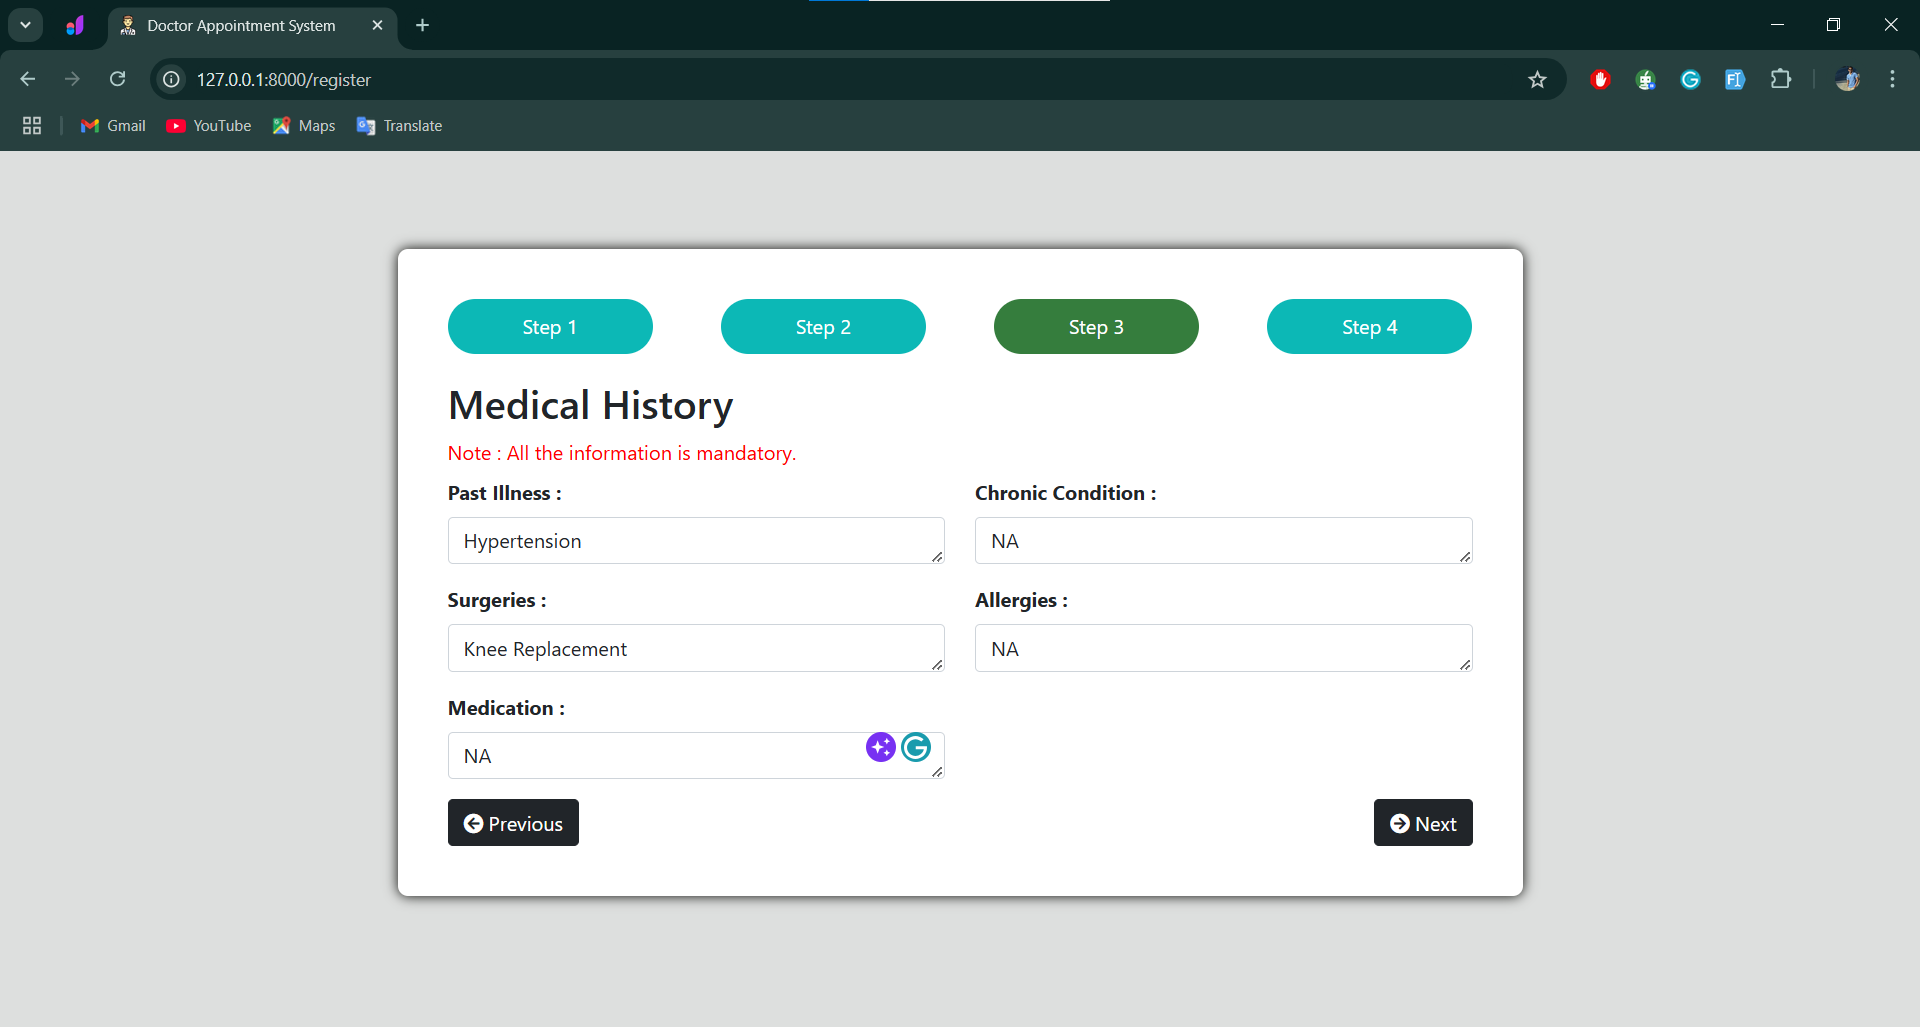 Doctor Appointment System
127.0.0.1:8000/register
Gmail YouTube Maps Translate
Step 1 Step 2 Step 3 Step 4
Medical History
Note : All the information is mandatory.
Past Illness : Chronic Condition :
Hypertension NA
Surgeries : Allergies :
Knee Replacement NA
Medication :
NA
Previous Next